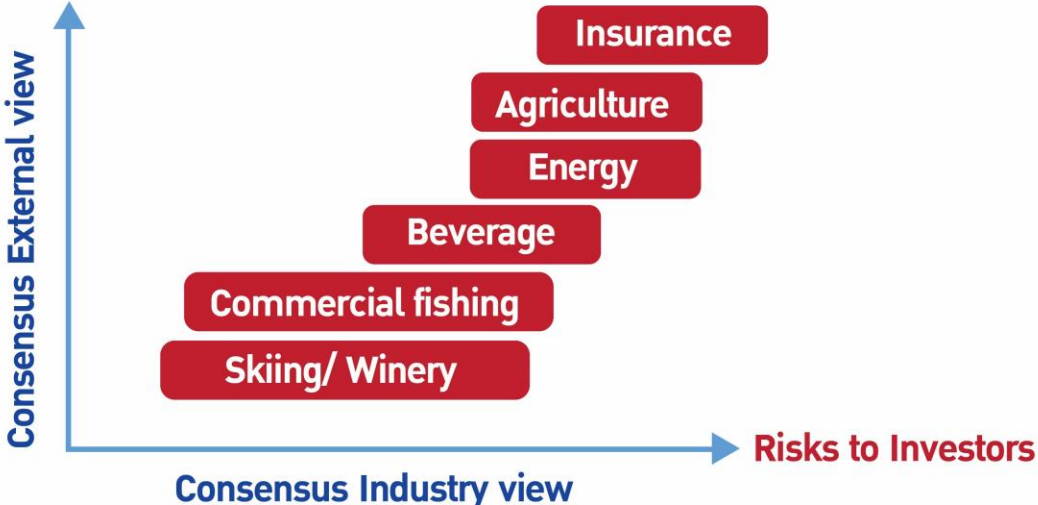 Consensus External view
Insurance
Agriculture
Energy
Beverage
Commercial fishing
Skiing/ Winery
Risks to Investors
Consensus Industry view